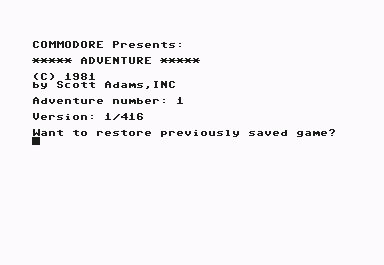 COMMODORE Presents:
***** ADVENTURE *****
(C) 1981
by Scott Adams,INC
Adventure number: 1
Version: 1/416
Want to restore previously saved game?